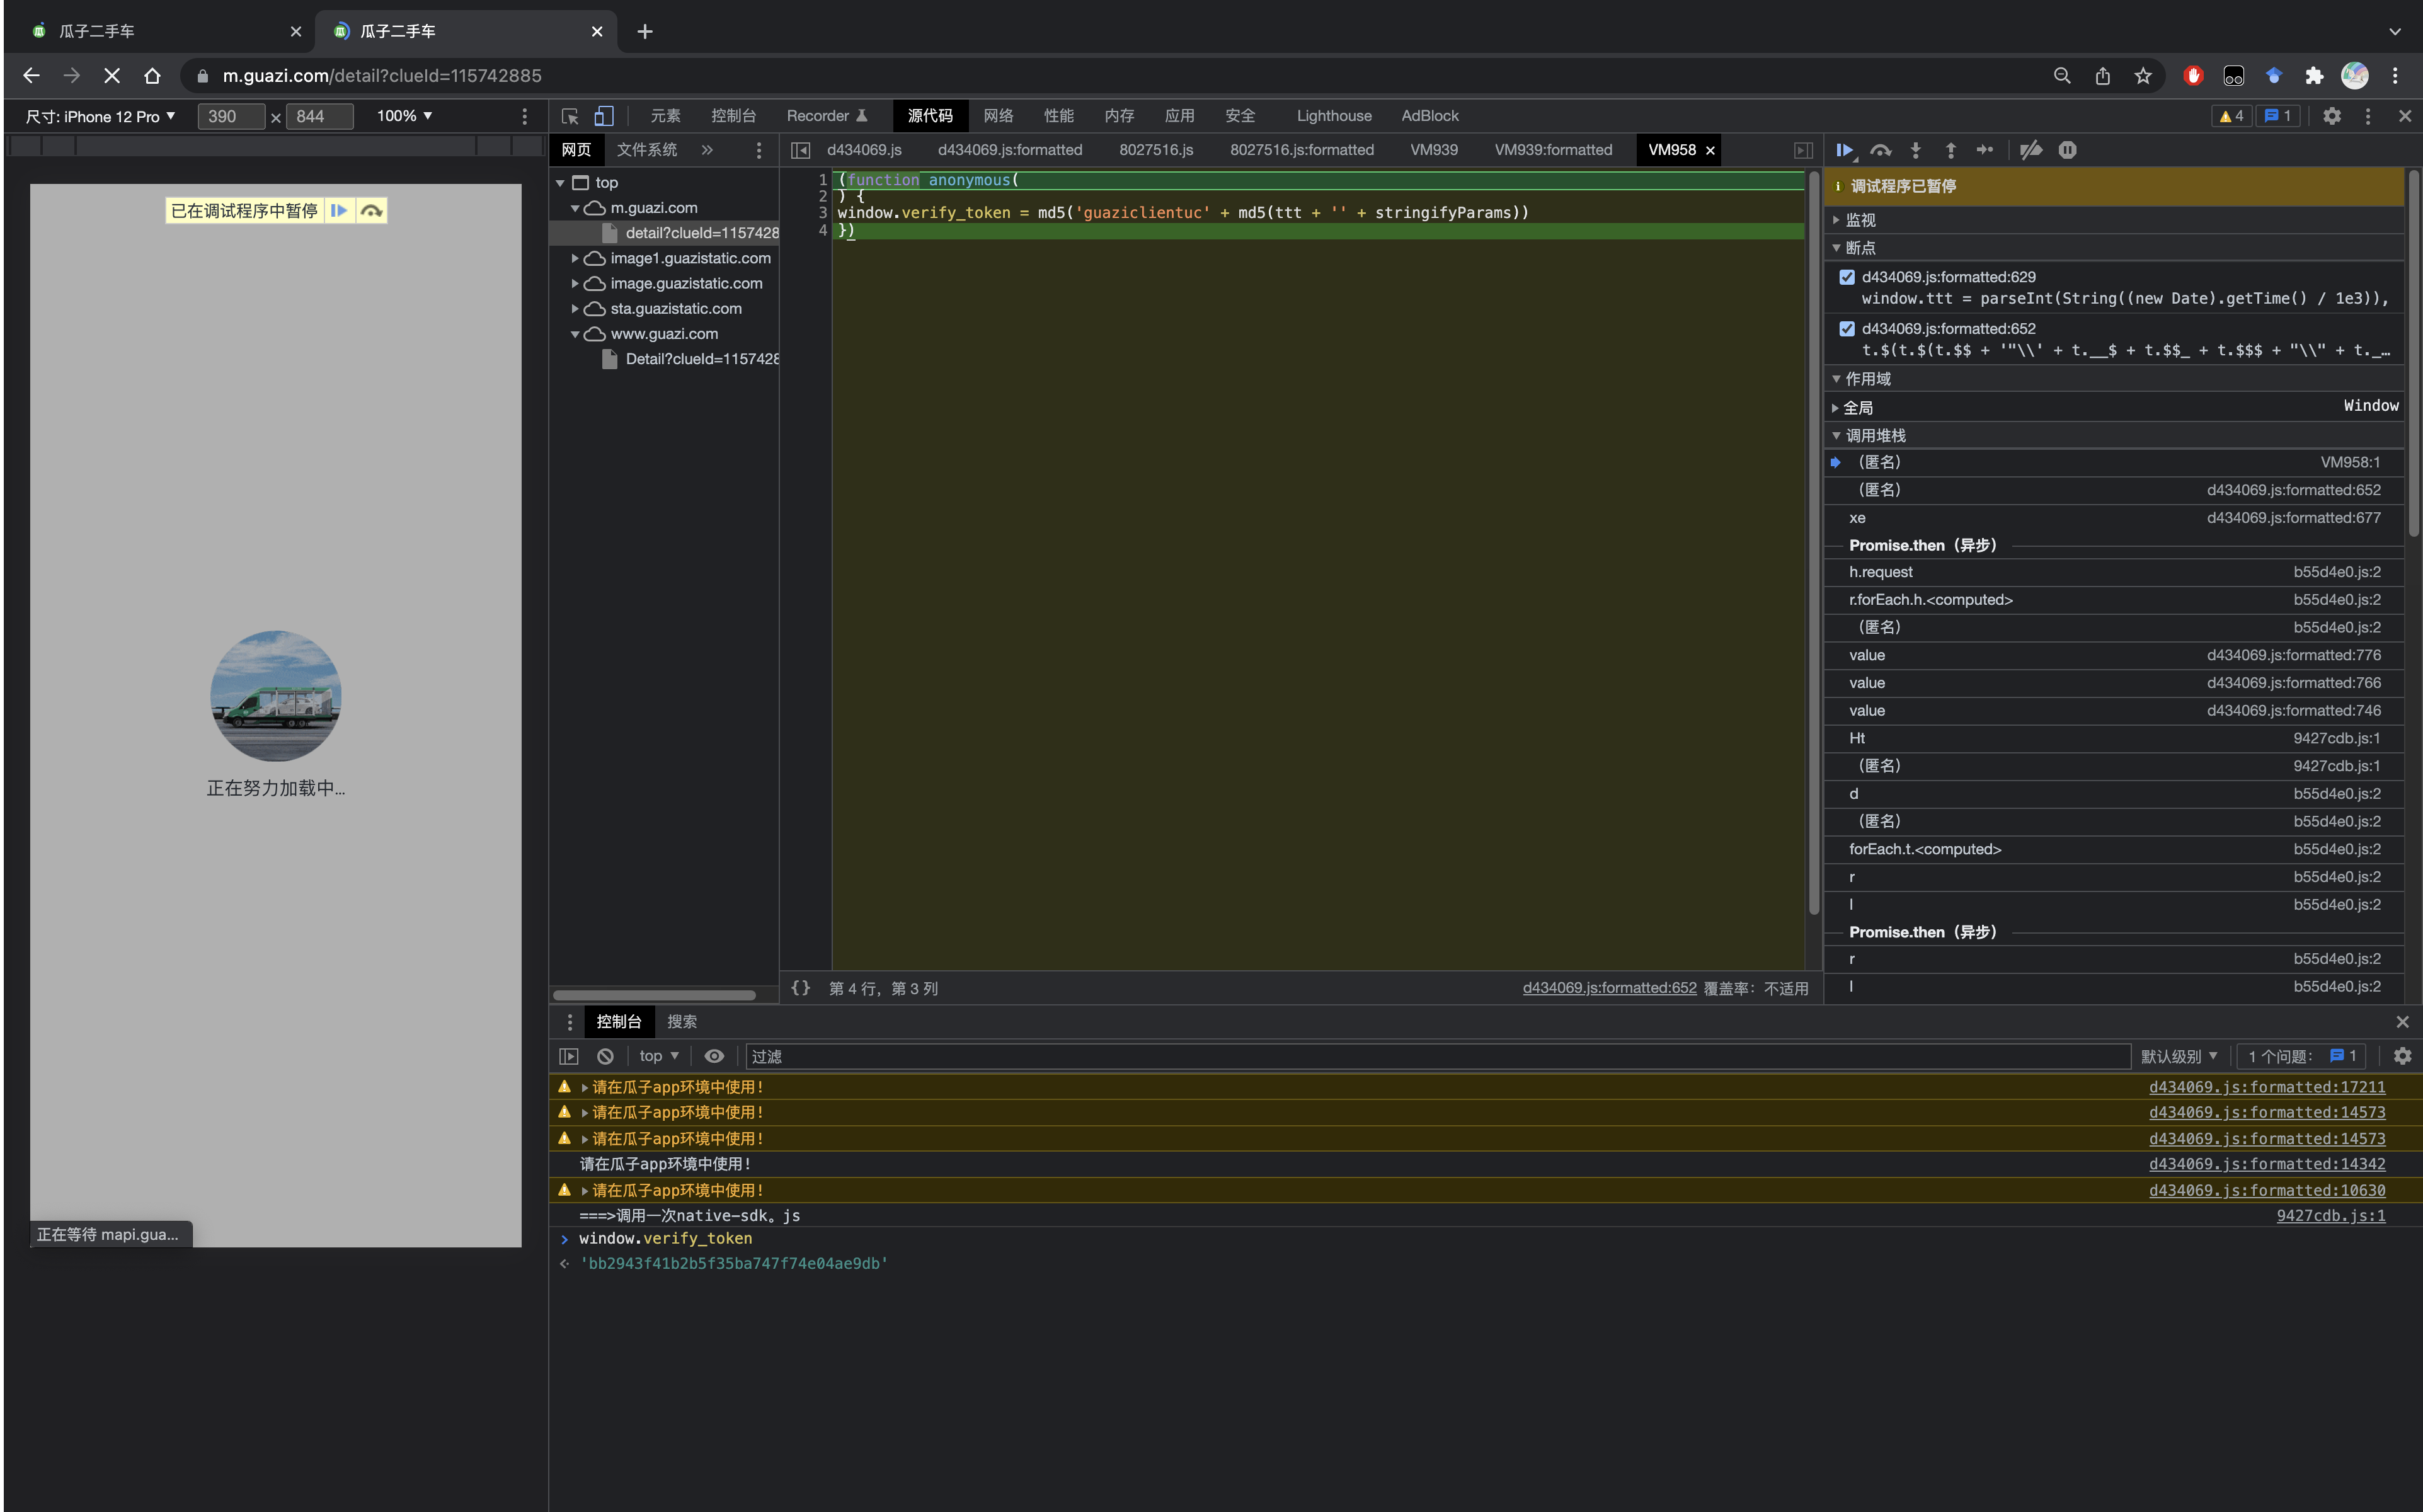 瓜子二手车
瓜子二手车
m.guazi.com/detail?clueId=115742885
尺寸: iPhone 12 Pro ▼ 390 × 844 100% ▼
元素 控制台 Recorder 源代码 网络 性能 内存 应用 安全 Lighthouse AdBlock 4 1
网页 文件系统 »
d434069.js d434069.js:formatted 8027516.js 8027516.js:formatted VM939 VM939:formatted VM958 ×
已在调试程序中暂停
正在努力加载中...
正在等待 mapi.gua...
top
m.guazi.com
detail?clueId=1157428
image1.guazistatic.com
image.guazistatic.com
sta.guazistatic.com
www.guazi.com
Detail?clueId=1157428
1 (function anonymous(
2 ) {
3 window.verify_token = md5('guaziclientuc' + md5(ttt + '' + stringifyParams))
4 })
{} 第 4 行，第 3 列 d434069.js:formatted:652 覆盖率：不适用
调试程序已暂停
监视
断点
d434069.js:formatted:629
window.ttt = parseInt(String((new Date).getTime() / 1e3)),
d434069.js:formatted:652
t.$(t.$(t.$$ + '"\\' + t.__$ + t.$$_ + t.$$$ + "\\" + t._…
作用域
全局 Window
调用堆栈
（匿名） VM958:1
（匿名） d434069.js:formatted:652
xe d434069.js:formatted:677
Promise.then（异步）
h.request b55d4e0.js:2
r.forEach.h.<computed> b55d4e0.js:2
（匿名） b55d4e0.js:2
value d434069.js:formatted:776
value d434069.js:formatted:766
value d434069.js:formatted:746
Ht 9427cdb.js:1
（匿名） 9427cdb.js:1
d b55d4e0.js:2
（匿名） b55d4e0.js:2
forEach.t.<computed> b55d4e0.js:2
r b55d4e0.js:2
l b55d4e0.js:2
Promise.then（异步）
r b55d4e0.js:2
l b55d4e0.js:2
控制台 搜索
top ▼ 过滤 默认级别 ▼ 1 个问题： 1
请在瓜子app环境中使用！ d434069.js:formatted:17211
请在瓜子app环境中使用！ d434069.js:formatted:14573
请在瓜子app环境中使用！ d434069.js:formatted:14573
请在瓜子app环境中使用！ d434069.js:formatted:14342
请在瓜子app环境中使用！ d434069.js:formatted:10630
===>调用一次native-sdk。js 9427cdb.js:1
window.verify_token
'bb2943f41b2b5f35ba747f74e04ae9db'